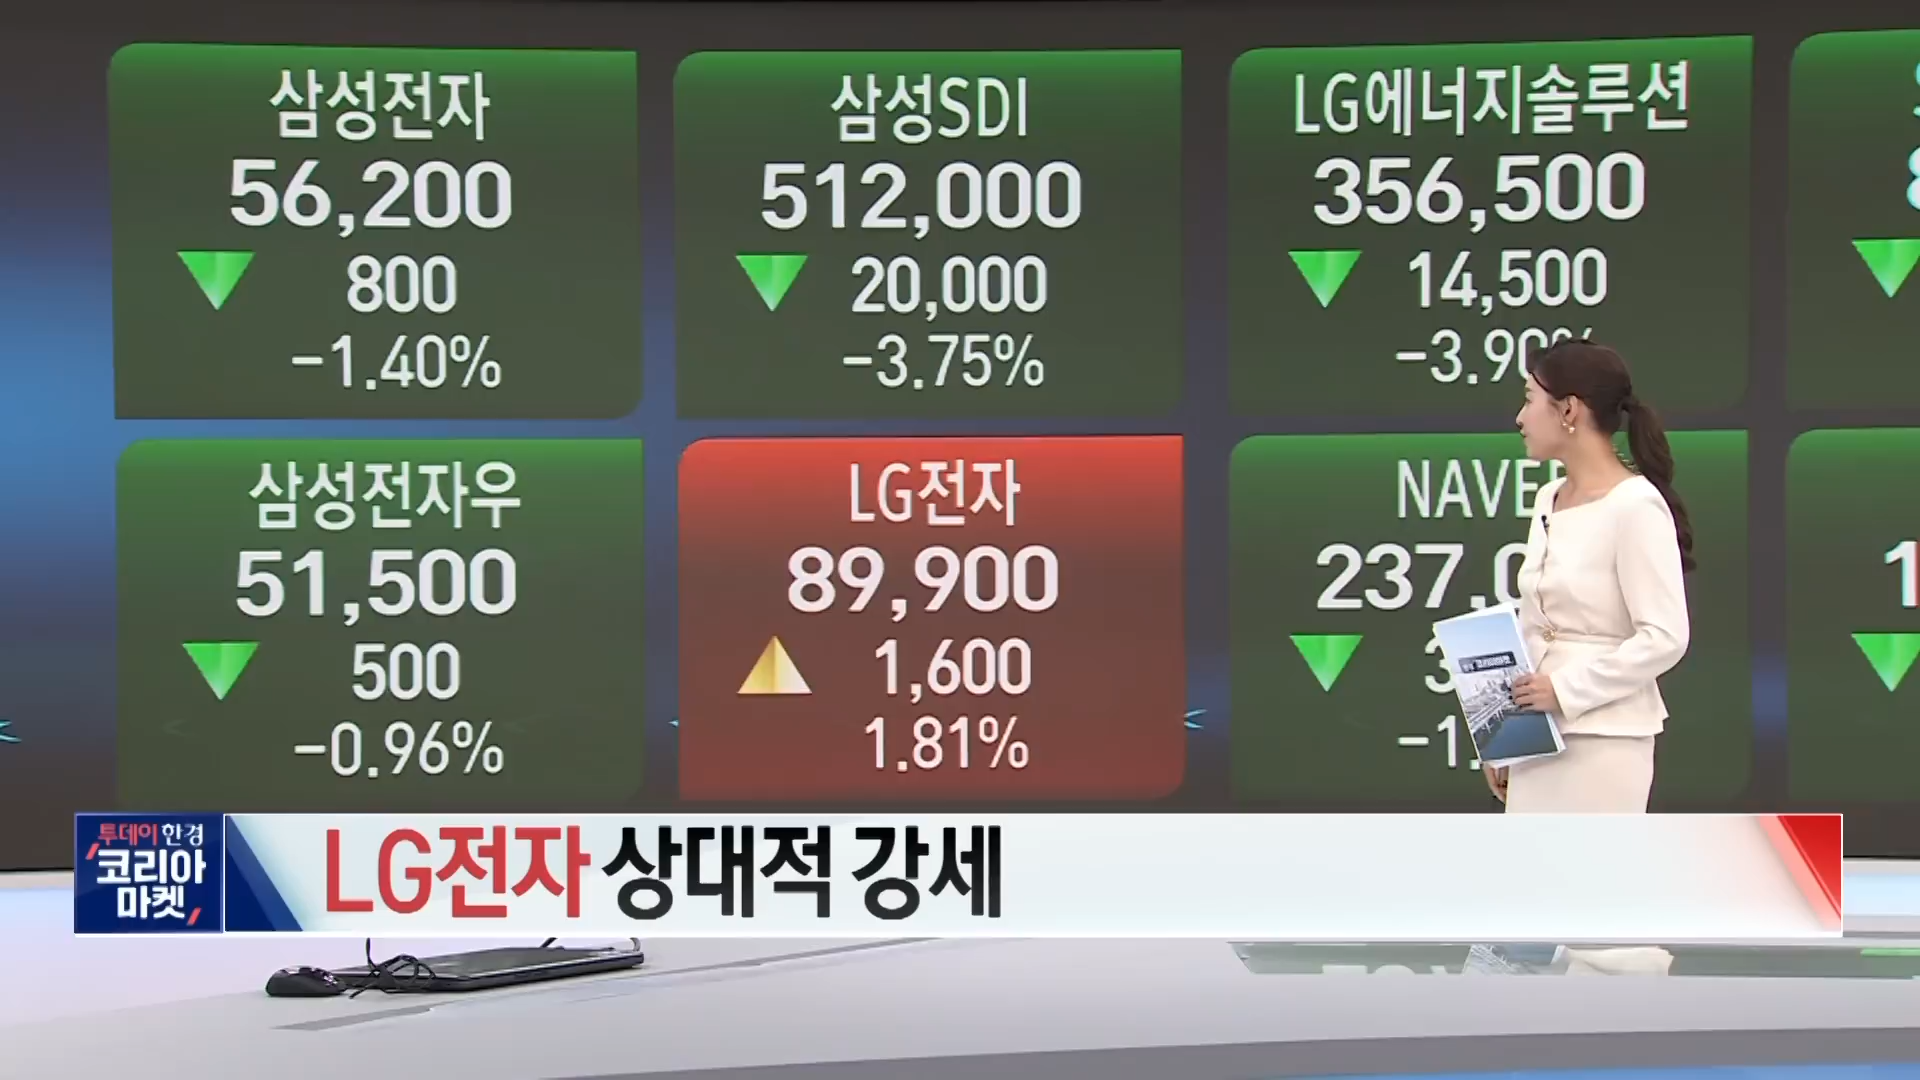 삼성전자
56,200
800
-1.40%
삼성SDI
512,000
20,000
-3.75%
LG에너지솔루션
356,500
14,500
삼성전자우
51,500
500
-0.96%
LG전자
89,900
1,600
1.81%
투데이 한경
코리아
마켓
LG전자 상대적 강세